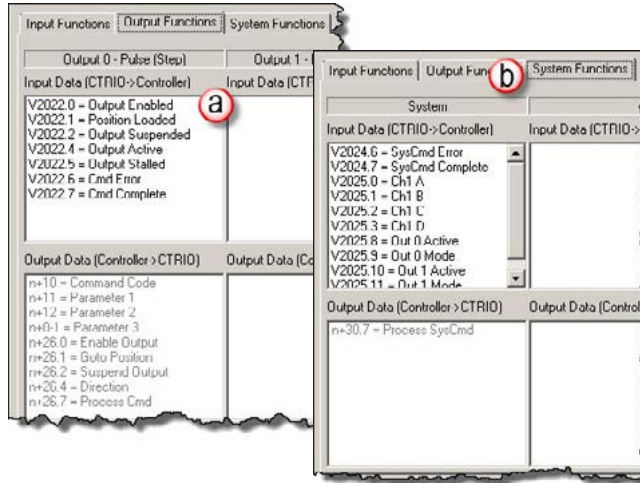 Input Functions Output Functions System Functions
Output 0 - Pulse (Step) Output 1 -
Input Data (CTRIO->Controller) Input Data (CTRIO
V2022.0 = Output Enabled
V2022.1 = Position Loaded
V2022.2 = Output Suspended
V2022.4 = Output Active
V2022.5 = Output Stalled
V2022.6 = Cmd Error
V2022.7 = Cmd Complete
a
Output Data (Controller>CTRIO) Output Data (Co
n+10 = Command Code
n+11 = Parameter 1
n+12 = Parameter 2
n+0-1 = Parameter 3
n+26.0 = Enable Output
n+26.1 = Goto Position
n+26.2 = Suspend Output
n+26.4 = Direction
n+26.7 = Process Cmd
Input Functions Output Func System Functions
b
System
Input Data (CTRIO->Controller) Input Data (CTRIO->
V2024.6 = SysCmd Error
V2024.7 = SysCmd Complete
V2025.0 = Ch1 A
V2025.1 = Ch1 B
V2025.2 = Ch1 C
V2025.3 = Ch1 D
V2025.8 = Out 0 Active
V2025.9 = Out 0 Mode
V2025.10 = Out 1 Active
V2025.11 = Out 1 Mode
Output Data (Controller>CTRIO) Output Data (Control
n+30.7 = Process SysCmd